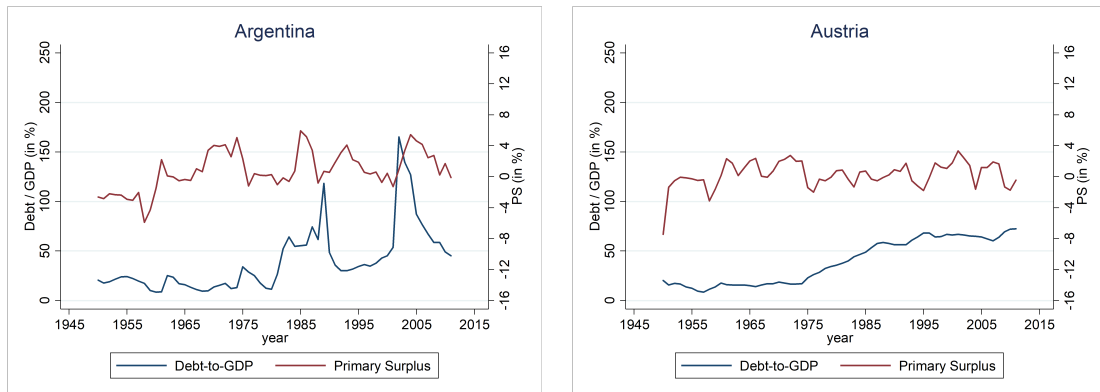 Argentina
250
200
150
100
50
0
Debt / GDP (in %)
16
12
8
4
0
-4
-8
-12
-16
PS (in %)
1945 1955 1965 1975 1985 1995 2005 2015
year
Debt-to-GDP Primary Surplus
Austria
250
200
150
100
50
0
Debt / GDP (in %)
16
12
8
4
0
-4
-8
-12
-16
PS (in %)
1945 1955 1965 1975 1985 1995 2005 2015
year
Debt-to-GDP Primary Surplus